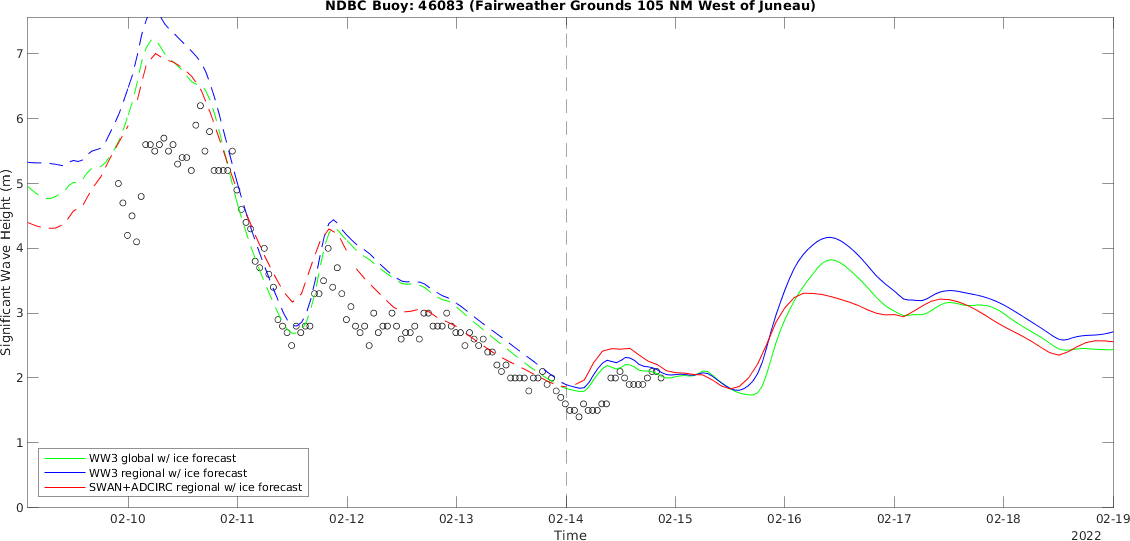 NDBC Buoy: 46083 (Fairweather Grounds 105 NM West of Juneau)
Significant Wave Height (m)
7
6
5
4
3
2
1
0
WW3 global w/ ice forecast
WW3 regional w/ ice forecast
SWAN+ADCIRC regional w/ ice forecast
02-10 02-11 02-12 02-13 02-14 02-15 02-16 02-17 02-18 02-19
Time
2022